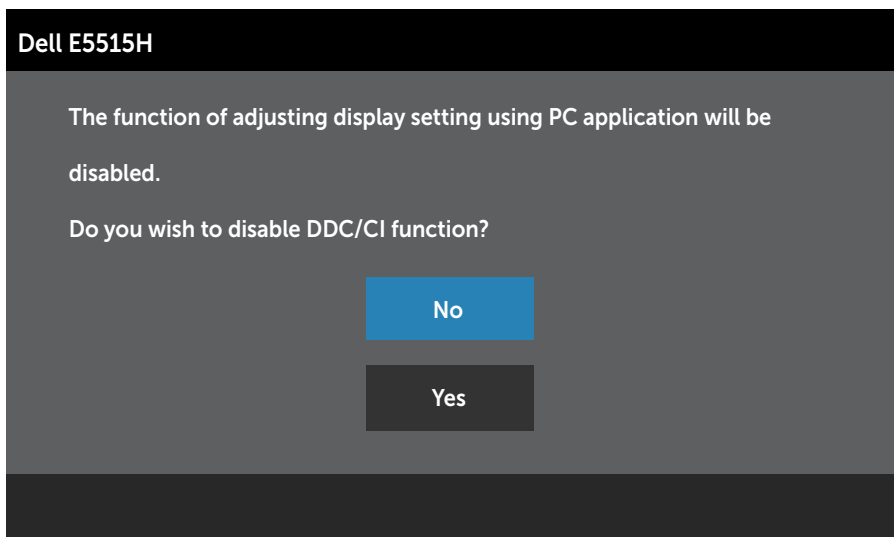 Dell E5515H
The function of adjusting display setting using PC application will be
disabled.
Do you wish to disable DDC/CI function?
No
Yes